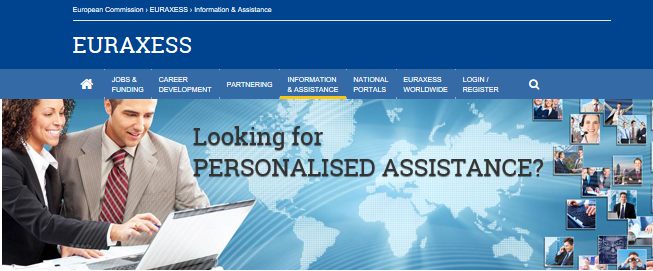 European Commission › EURAXESS › Information & Assistance
EURAXESS
JOBS &
FUNDING
CAREER
DEVELOPMENT
PARTNERING
INFORMATION
& ASSISTANCE
NATIONAL
PORTALS
EURAXESS
WORLDWIDE
LOGIN /
REGISTER
Looking for
PERSONALISED ASSISTANCE?